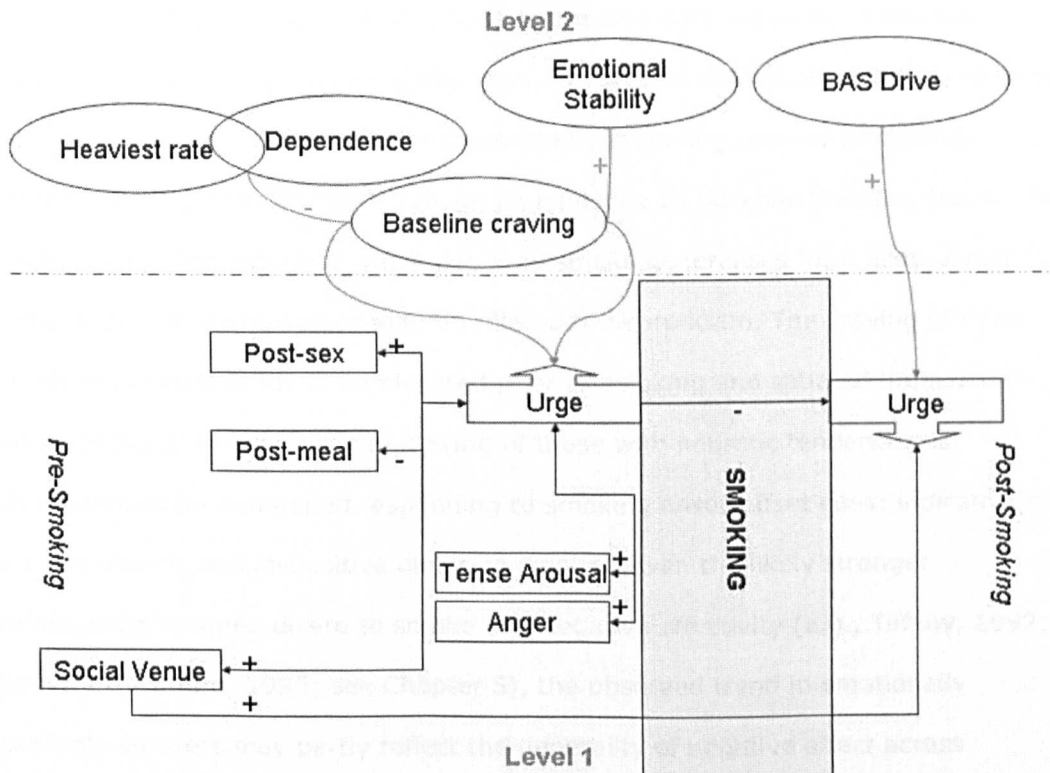 Level 2
Emotional
Stability
BAS Drive
Heaviest rate
Dependence
+
+
-
Baseline craving
Post-sex
+
Urge
-
Urge
Post-meal
-
Pre-Smoking
SMOKING
Post-Smoking
Tense Arousal
+
Anger
+
Social Venue
+
+
Level 1